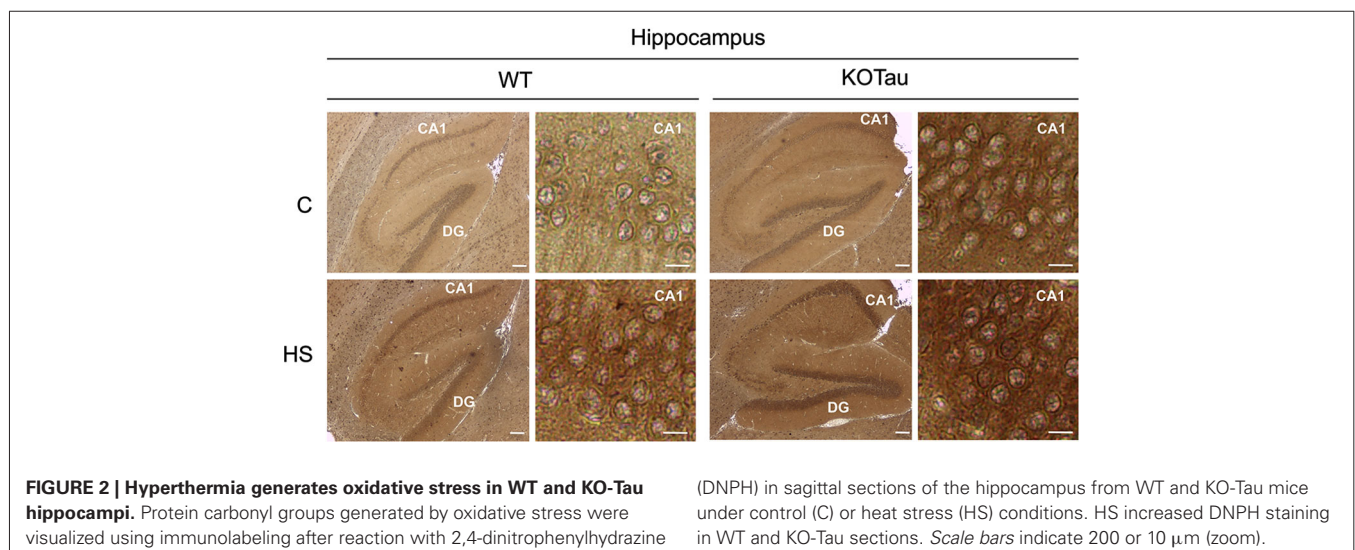 Hippocampus
WT
KOTau
CA1
DG
CA1
CA1
DG
CA1
C
CA1
DG
CA1
CA1
DG
CA1
HS
FIGURE 2 | Hyperthermia generates oxidative stress in WT and KO-Tau
hippocampi. Protein carbonyl groups generated by oxidative stress were
visualized using immunolabeling after reaction with 2,4-dinitrophenylhydrazine
(DNPH) in sagittal sections of the hippocampus from WT and KO-Tau mice
under control (C) or heat stress (HS) conditions. HS increased DNPH staining
in WT and KO-Tau sections. Scale bars indicate 200 or 10 μm (zoom).